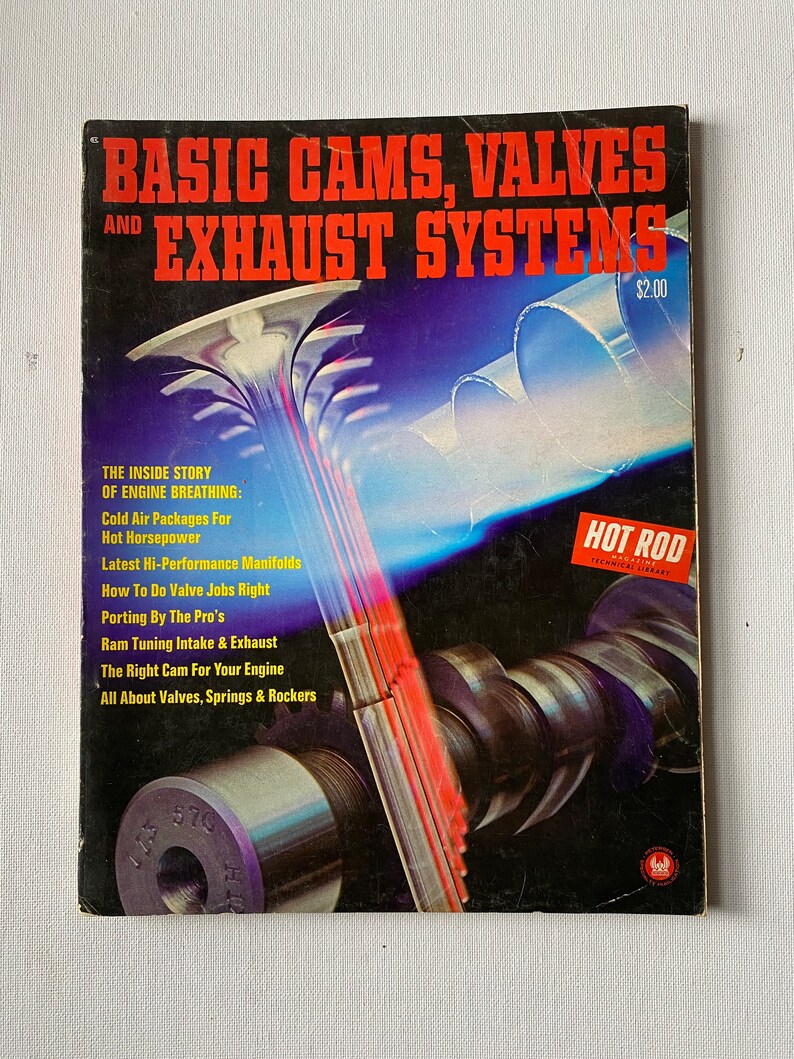 BASIC CAMS, VALVES
AND EXHAUST SYSTEMS
$2.00
THE INSIDE STORY
OF ENGINE BREATHING:
Cold Air Packages For
Hot Horsepower
Latest Hi-Performance Manifolds
How To Do Valve Jobs Right
Porting By The Pro's
Ram Tuning Intake & Exhaust
The Right Cam For Your Engine
All About Valves, Springs & Rockers
HOT ROD
MAGAZINE
TECHNICAL LIBRARY
570
PETERSEN